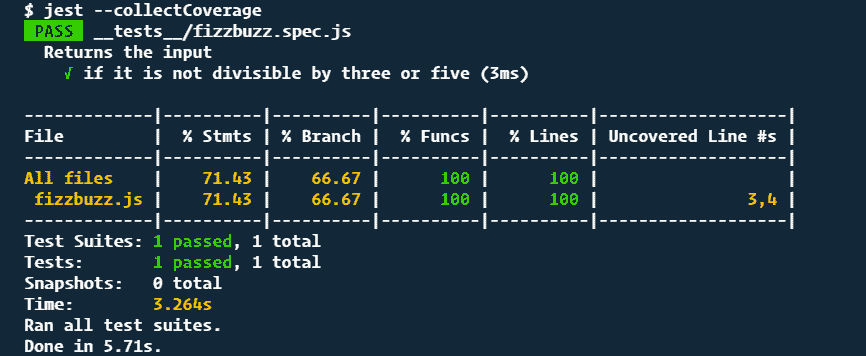 $ jest --collectCoverage
PASS __tests__/fizzbuzz.spec.js
Returns the input
√ if it is not divisible by three or five (3ms)
-------------|----------|----------|----------|----------|-------------------|
File         |  % Stmts | % Branch |  % Funcs |  % Lines | Uncovered Line #s |
-------------|----------|----------|----------|----------|-------------------|
All files    |    71.43 |    66.67 |      100 |      100 |                   |
 fizzbuzz.js |    71.43 |    66.67 |      100 |      100 |               3,4 |
-------------|----------|----------|----------|----------|-------------------|
Test Suites: 1 passed, 1 total
Tests:       1 passed, 1 total
Snapshots:   0 total
Time:        3.264s
Ran all test suites.
Done in 5.71s.